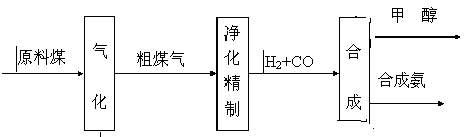 原料煤
气化
粗煤气
净化精制
H₂+CO
合成
甲 醇
合成氨